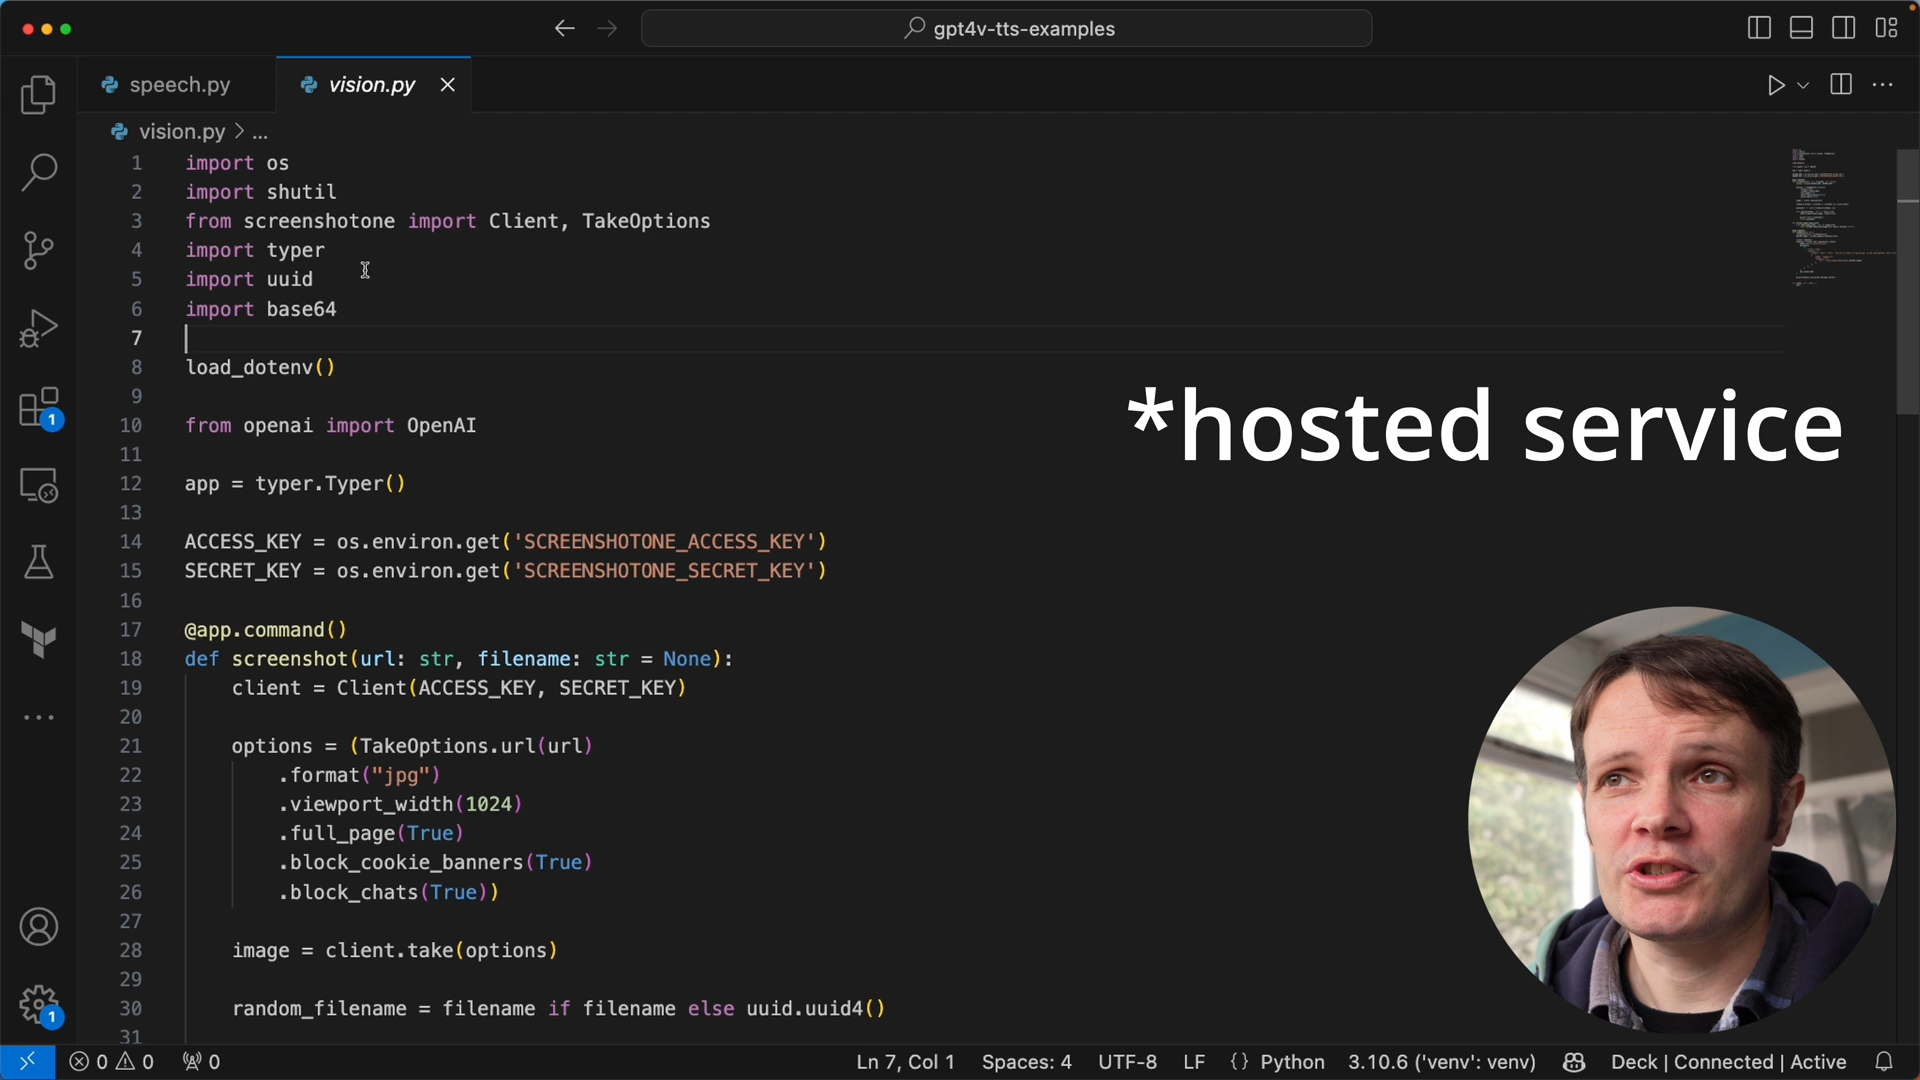 gpt4v-tts-examples
speech.py
vision.py
vision.py > ...
1 import os
2 import shutil
3 from screenshotone import Client, TakeOptions
4 import typer
5 import uuid
6 import base64
7
8 load_dotenv()
9
10 from openai import OpenAI
11
12 app = typer.Typer()
13
14 ACCESS_KEY = os.environ.get('SCREENSHOTONE_ACCESS_KEY')
15 SECRET_KEY = os.environ.get('SCREENSHOTONE_SECRET_KEY')
16
17 @app.command()
18 def screenshot(url: str, filename: str = None):
19 client = Client(ACCESS_KEY, SECRET_KEY)
20
21 options = (TakeOptions.url(url)
22 .format("jpg")
23 .viewport_width(1024)
24 .full_page(True)
25 .block_cookie_banners(True)
26 .block_chats(True))
27
28 image = client.take(options)
29
30 random_filename = filename if filename else uuid.uuid4()
31
*hosted service
1
1
0 0 0
Ln 7, Col 1 Spaces: 4 UTF-8 LF {} Python 3.10.6 ('venv': venv) Deck | Connected | Active